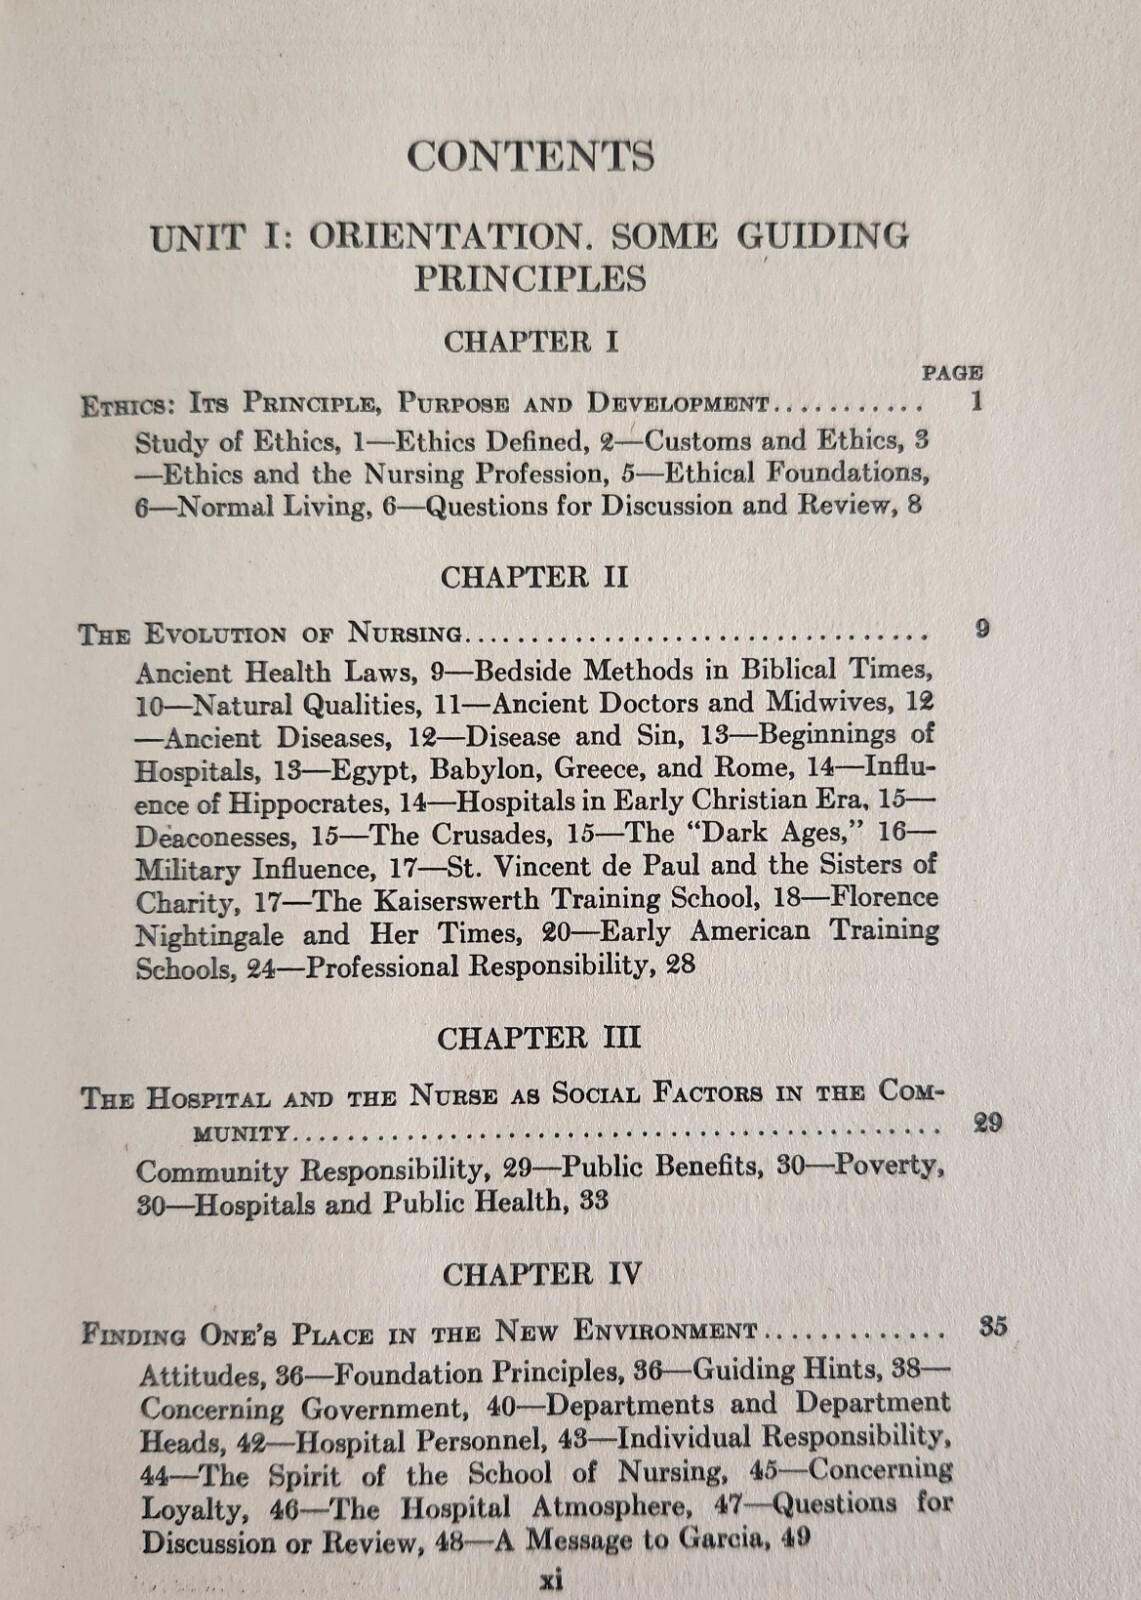 CONTENTS
UNIT I: ORIENTATION. SOME GUIDING
PRINCIPLES
CHAPTER I
PAGE
Ethics: Its Principle, Purpose and Development........... 1
Study of Ethics, 1—Ethics Defined, 2—Customs and Ethics, 3
—Ethics and the Nursing Profession, 5—Ethical Foundations,
6—Normal Living, 6—Questions for Discussion and Review, 8
CHAPTER II
The Evolution of Nursing.................................. 9
Ancient Health Laws, 9—Bedside Methods in Biblical Times,
10—Natural Qualities, 11—Ancient Doctors and Midwives, 12
—Ancient Diseases, 12—Disease and Sin, 13—Beginnings of
Hospitals, 13—Egypt, Babylon, Greece, and Rome, 14—Influ-
ence of Hippocrates, 14—Hospitals in Early Christian Era, 15—
Deaconesses, 15—The Crusades, 15—The “Dark Ages,” 16—
Military Influence, 17—St. Vincent de Paul and the Sisters of
Charity, 17—The Kaiserswerth Training School, 18—Florence
Nightingale and Her Times, 20—Early American Training
Schools, 24—Professional Responsibility, 28
CHAPTER III
The Hospital and the Nurse as Social Factors in the Com-
munity............................................... 29
Community Responsibility, 29—Public Benefits, 30—Poverty,
30—Hospitals and Public Health, 33
CHAPTER IV
Finding One's Place in the New Environment............. 35
Attitudes, 36—Foundation Principles, 36—Guiding Hints, 38—
Concerning Government, 40—Departments and Department
Heads, 42—Hospital Personnel, 43—Individual Responsibility,
44—The Spirit of the School of Nursing, 45—Concerning
Loyalty, 46—The Hospital Atmosphere, 47—Questions for
Discussion or Review, 48—A Message to Garcia, 49
xi